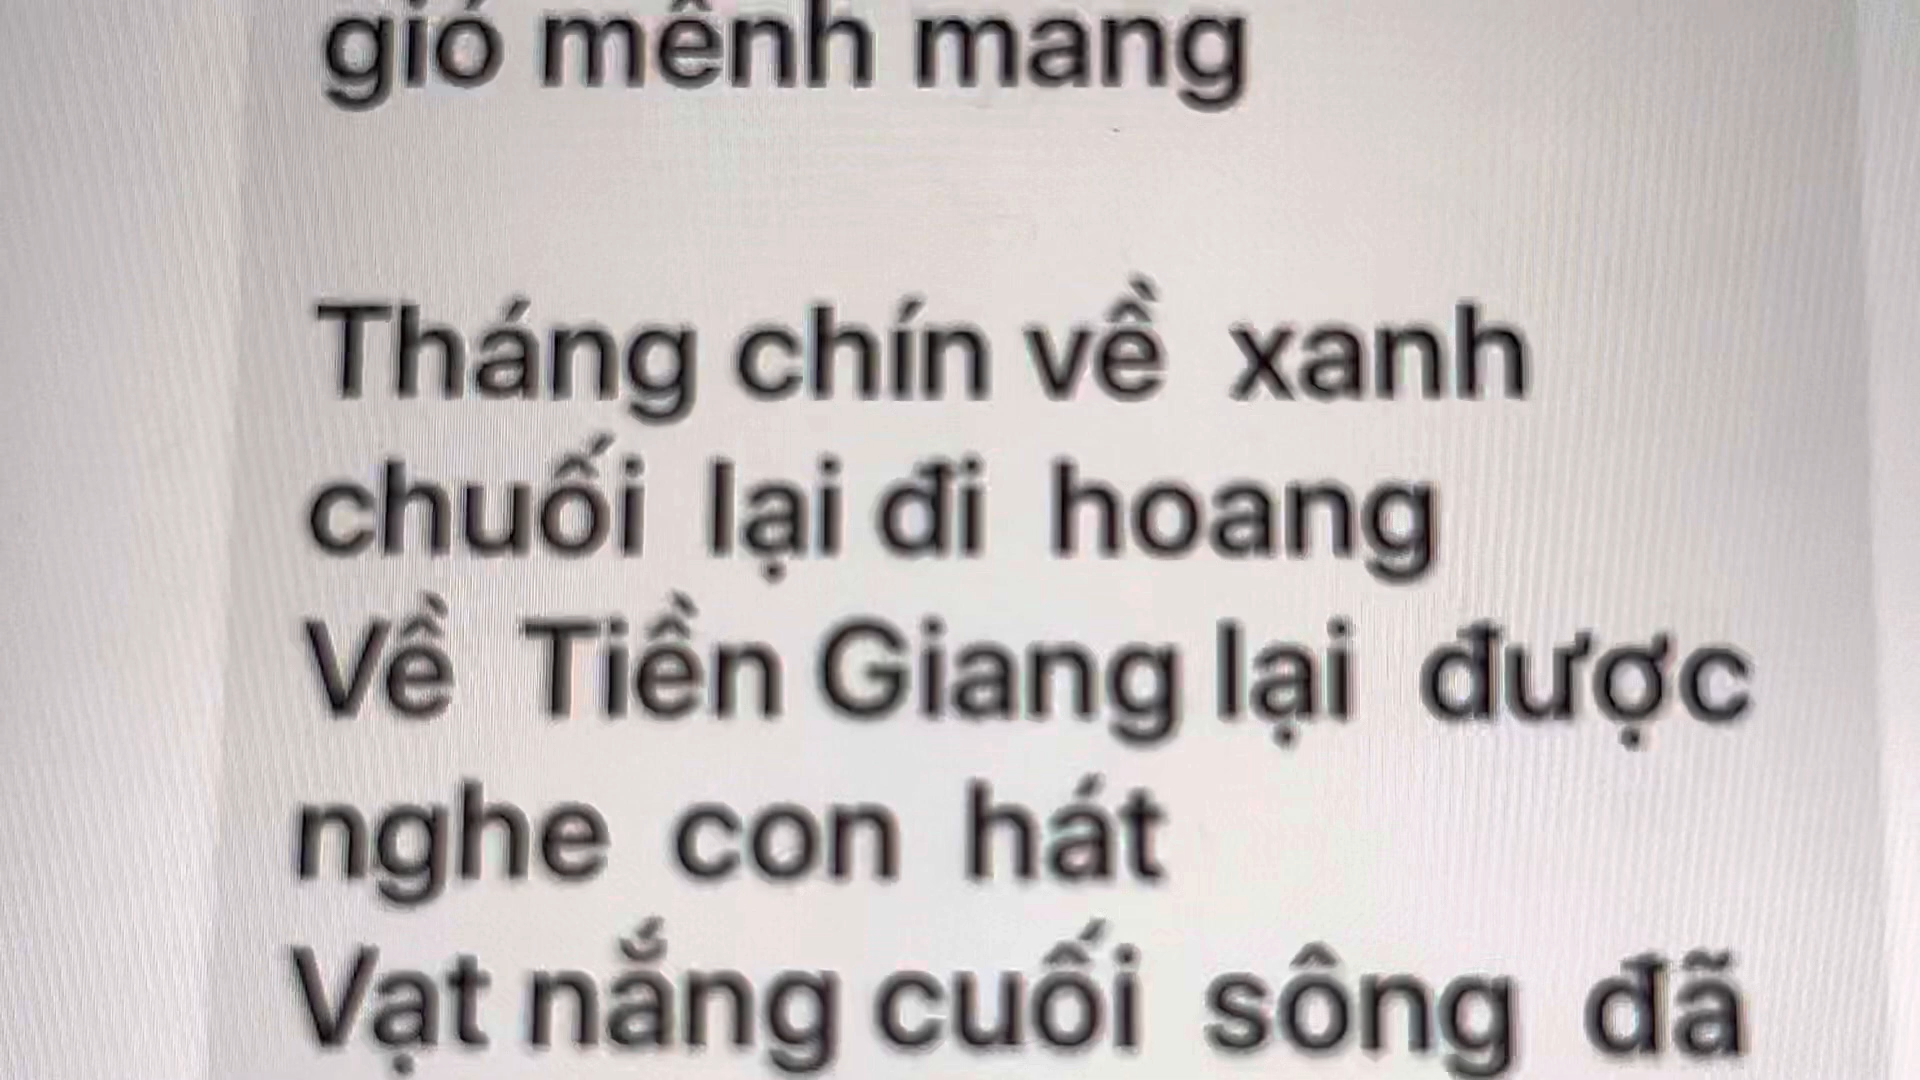 gió mênh mang
Tháng chín về xanh
chuối lại đi hoang
Về Tiền Giang lại được
nghe con hát
Vạt nắng cuối sông đã